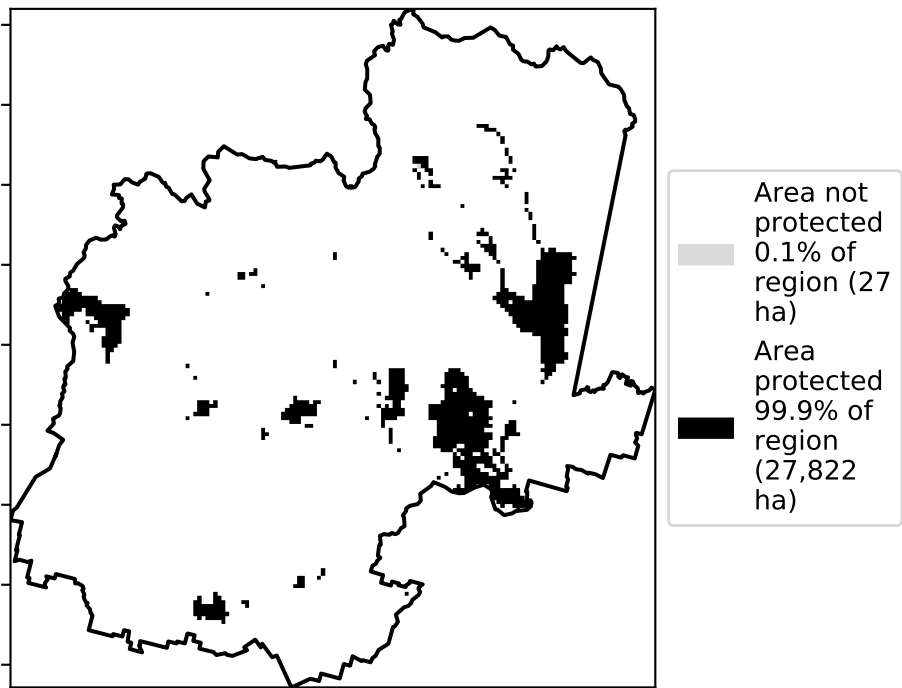 Area not
protected
0.1% of
region (27
ha)
Area
protected
99.9% of
region
(27,822
ha)